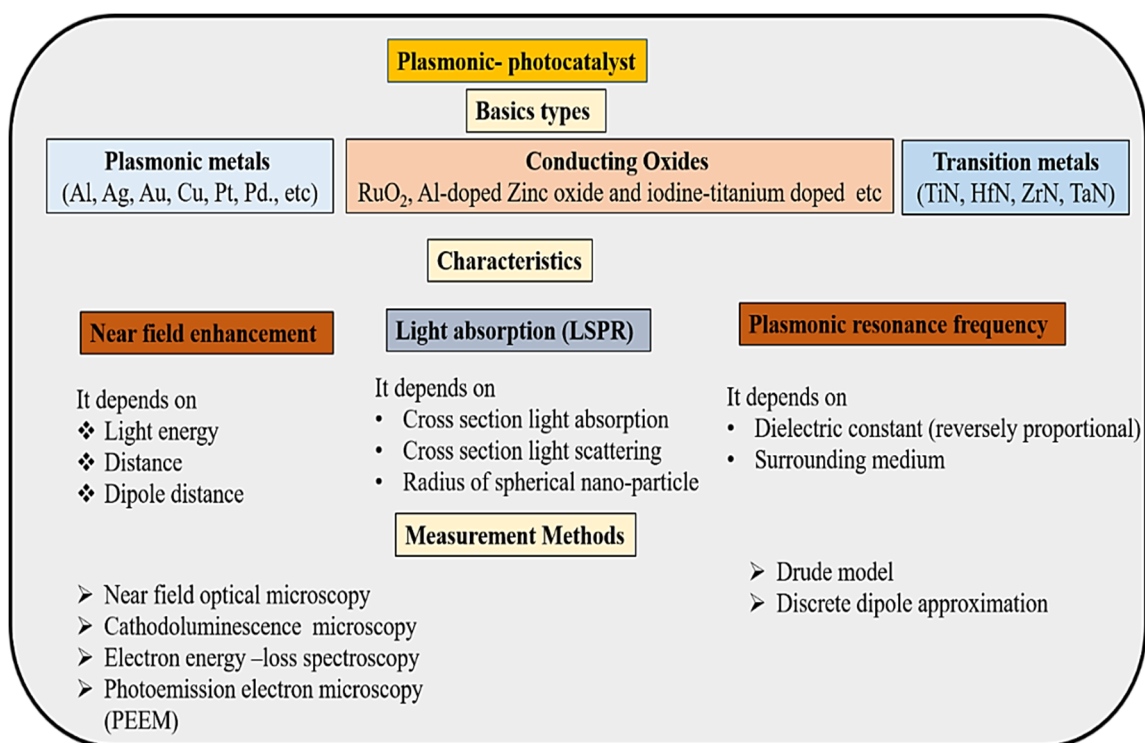 Plasmonic- photocatalyst
Basics types
Plasmonic metals
(Al, Ag, Au, Cu, Pt, Pd., etc)
Conducting Oxides
RuO₂, Al-doped Zinc oxide and iodine-titanium doped etc
Transition metals
(TiN, HfN, ZrN, TaN)
Characteristics
Near field enhancement
It depends on
❖ Light energy
❖ Distance
❖ Dipole distance
Light absorption (LSPR)
It depends on
• Cross section light absorption
• Cross section light scattering
• Radius of spherical nano-particle
Plasmonic resonance frequency
It depends on
• Dielectric constant (reversely proportional)
• Surrounding medium
Measurement Methods
➢ Near field optical microscopy
➢ Cathodoluminescence microscopy
➢ Electron energy –loss spectroscopy
➢ Photoemission electron microscopy
(PEEM)
➢ Drude model
➢ Discrete dipole approximation